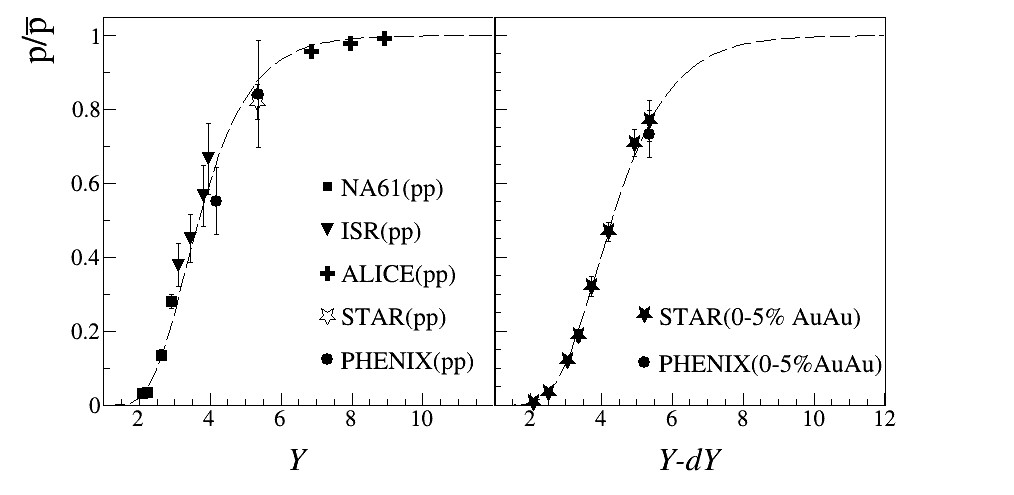 p/p̅
1
0.8
0.6
0.4
0.2
0
NA61(pp)
ISR(pp)
ALICE(pp)
STAR(pp)
PHENIX(pp)
STAR(0-5% AuAu)
PHENIX(0-5%AuAu)
2 4 6 8 10
2 4 6 8 10 12
Y
Y-dY